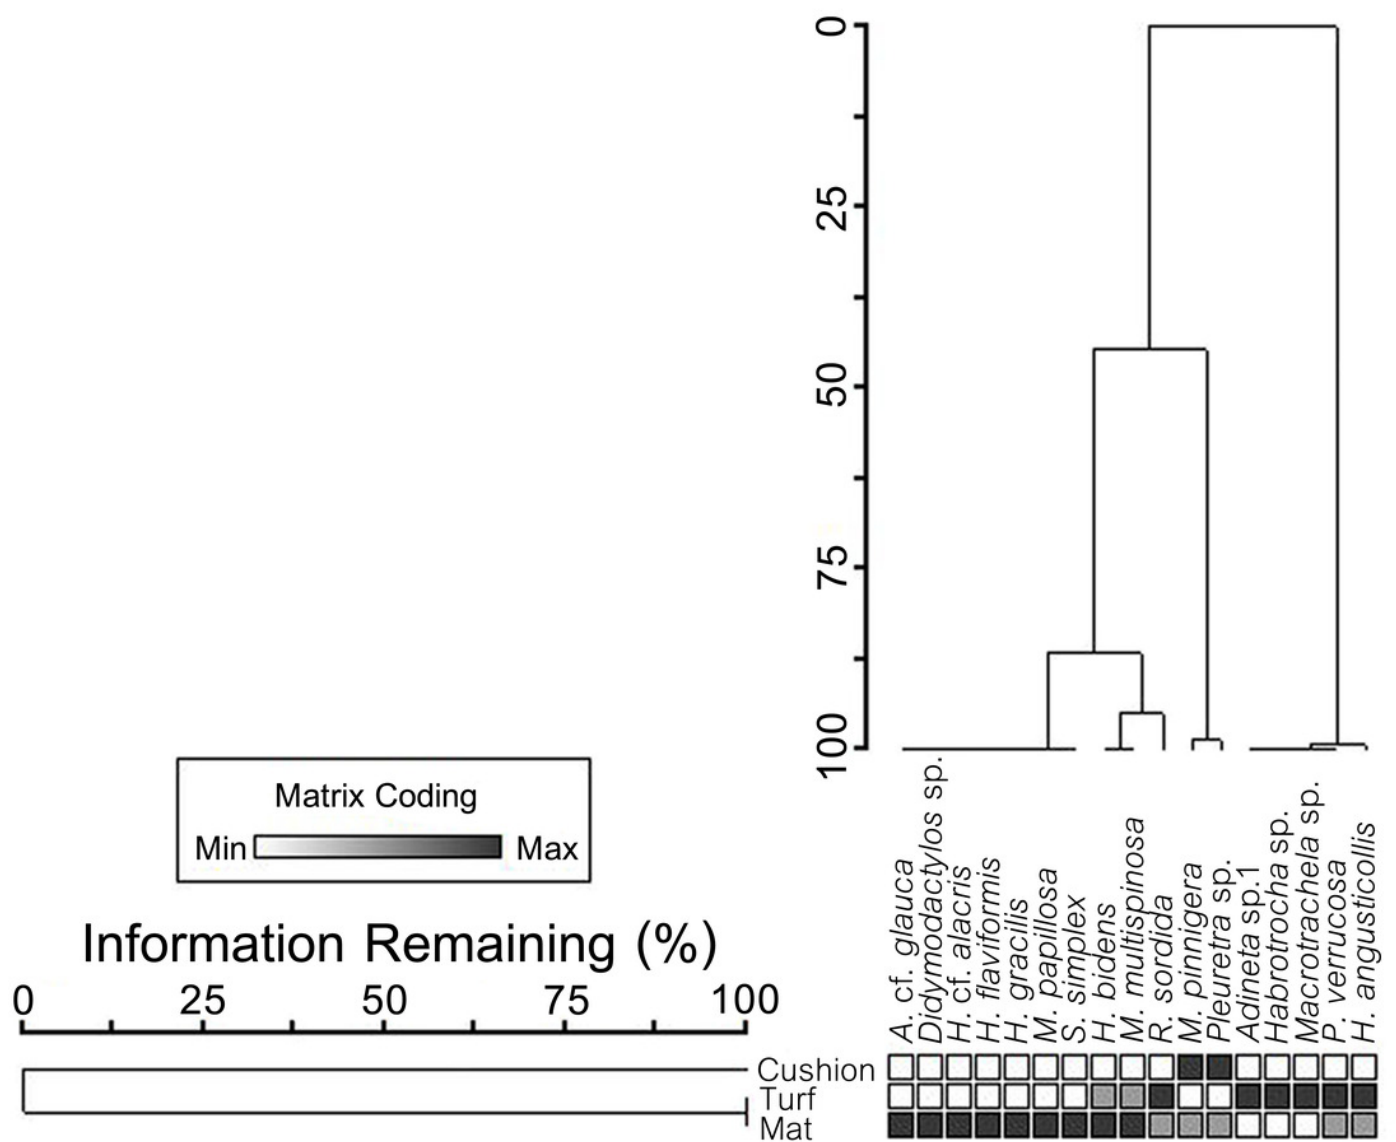 0
25
50
75
100
Matrix Coding
Min Max
Information Remaining (%)
0 25 50 75 100
A. cf. glauca
Didymodactylos sp.
H. cf. alacris
H. flaviformis
H. gracilis
M. papillosa
S. simplex
H. bidens
M. multispinosa
R. sordida
M. pinnigera
Pleuretra sp.
Adineta sp.1
Habrotrocha sp.
Macrotrachela sp.
P. verrucosa
H. angusticollis
Cushion
Turf
Mat